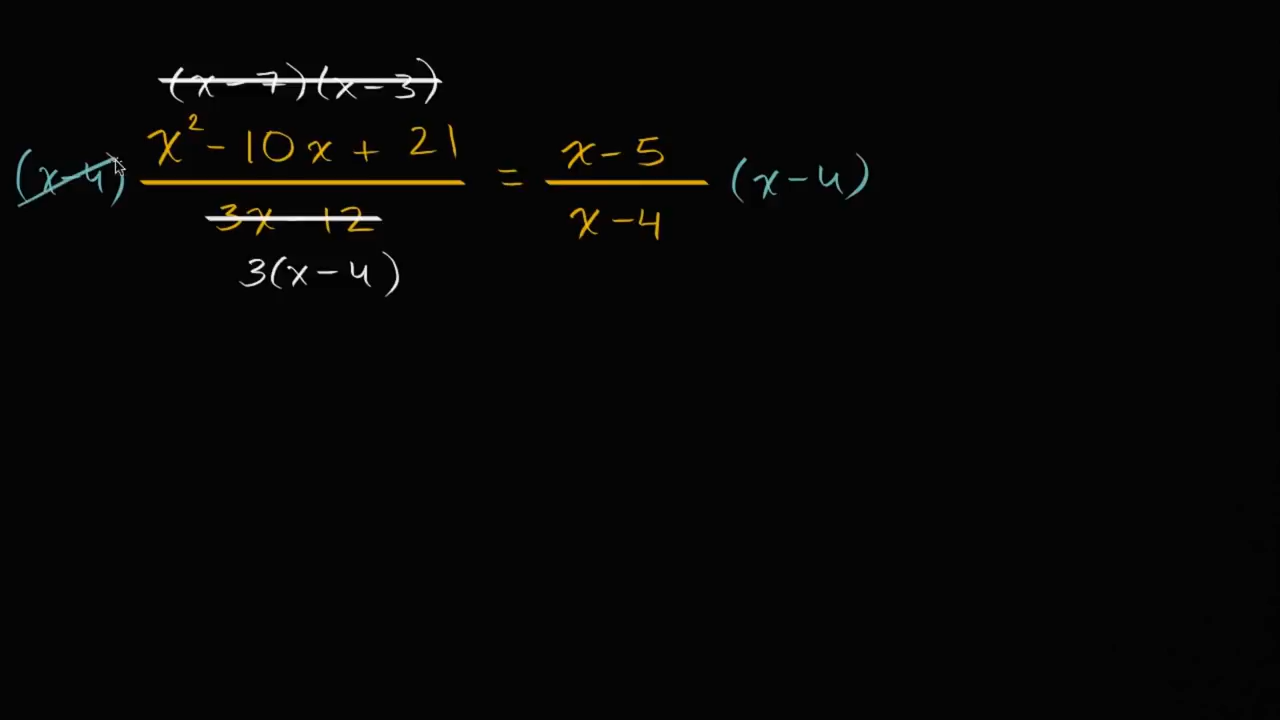 (x-7)(x-3)
(x-4) x²-10x+21 = x-5 (x-4)
3x-12 x-4
3(x-4)